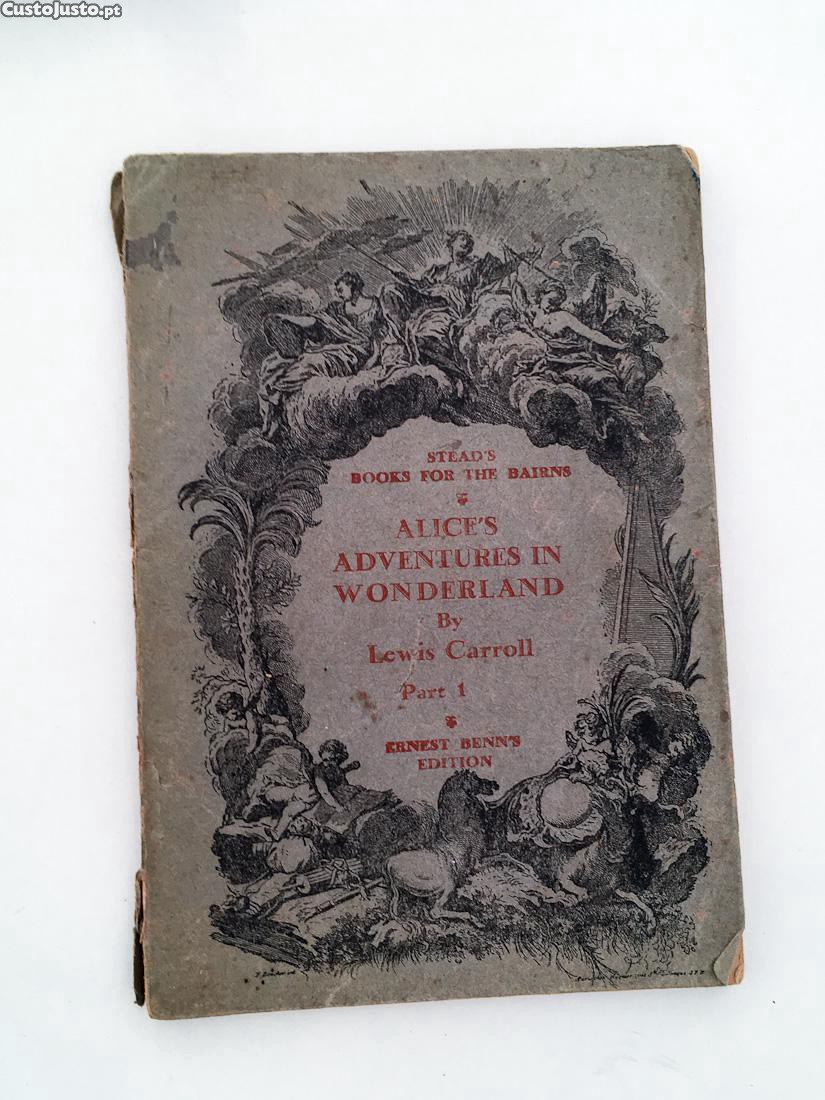 CustoJusto.pt
STEAD'S
BOOKS FOR THE BAIRNS
ALICE'S
ADVENTURES IN
WONDERLAND
By
Lewis Carroll
Part 1
ERNEST BENN'S
EDITION